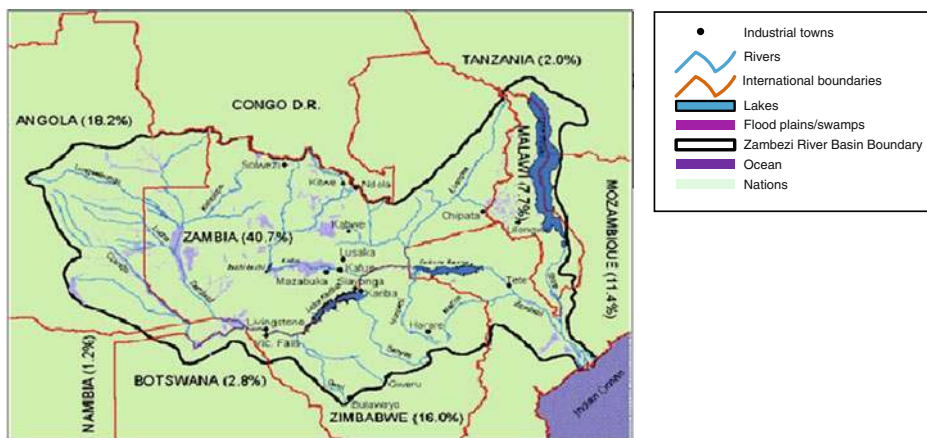 TANZANIA (2.0%)
CONGO D.R.
ANGOLA (18.2%)
MALAWI (7.7%)
MOZAMBIQUE (11.4%)
Solwezi
Kitwe
Ndola
Chipata
Lilongwe
Kabwe
ZAMBIA (40.7%)
Lusaka
Kafue
Mazabuka
Siavonga
Kariba
Tete
Harare
Livingstone
Vic. Falls
Gweru
Bulawayo
NAMIBIA (1.2%)
BOTSWANA (2.8%)
ZIMBABWE (16.0%)
Indian Ocean
Industrial towns
Rivers
International boundaries
Lakes
Flood plains/swamps
Zambezi River Basin Boundary
Ocean
Nations